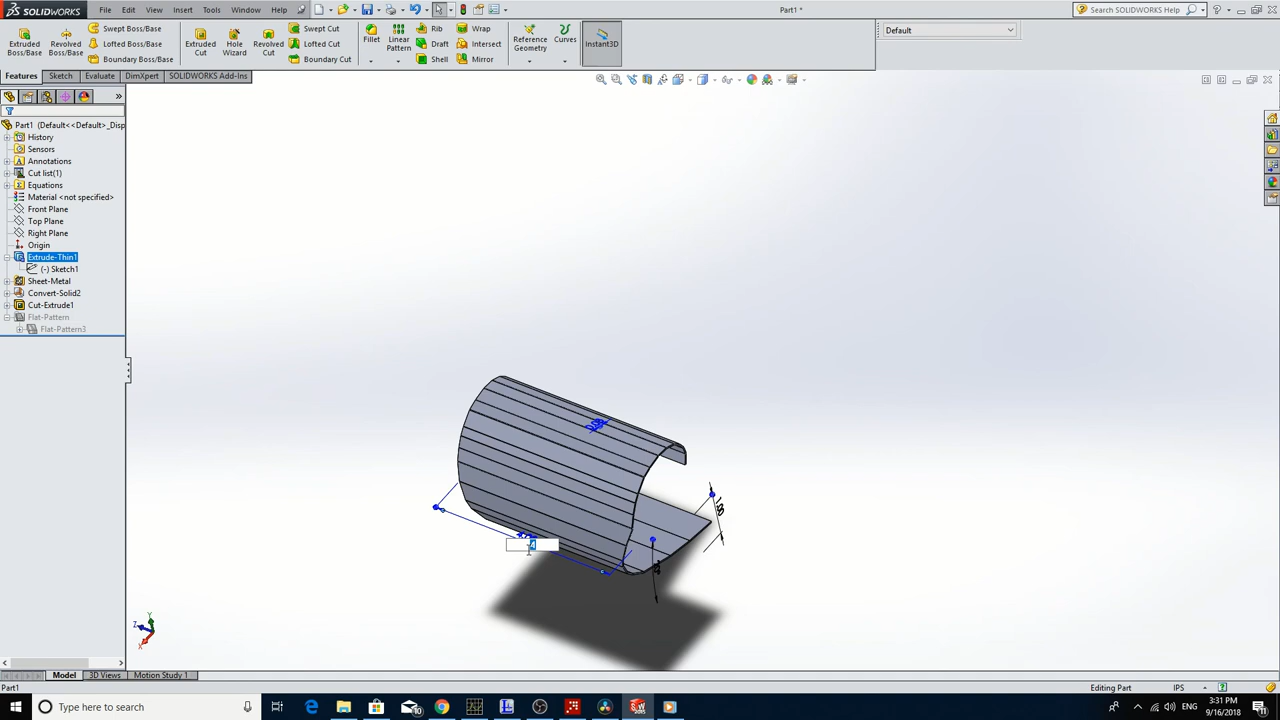 SOLIDWORKS File Edit View Insert Tools Window Help Part1 * Search SOLIDWORKS Help
Extruded Boss/Base
Revolved Boss/Base
Swept Boss/Base
Lofted Boss/Base
Boundary Boss/Base
Extruded Cut
Hole Wizard
Revolved Cut
Swept Cut
Lofted Cut
Boundary Cut
Fillet
Linear Pattern
Rib
Draft
Shell
Wrap
Intersect
Mirror
Reference Geometry
Curves
Instant3D
Default
Features Sketch Evaluate DimXpert SOLIDWORKS Add-Ins
Part1 (Default<<Default>_Disp
History
Sensors
Annotations
Cut list(1)
Equations
Material <not specified>
Front Plane
Top Plane
Right Plane
Origin
Extrude-Thin1
(-) Sketch1
Sheet-Metal
Convert-Solid2
Cut-Extrude1
Flat-Pattern
Flat-Pattern3
Y
Z
X
Model 3D Views Motion Study 1
Part1 Editing Part IPS
Type here to search
ENG
3:31 PM
9/16/2018